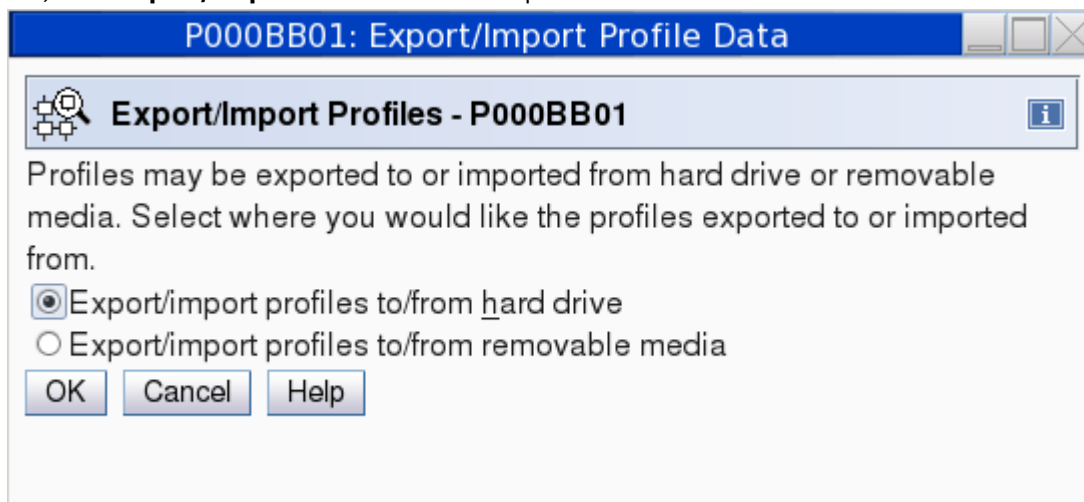 P000BB01: Export/Import Profile Data
Export/Import Profiles - P000BB01
i
Profiles may be exported to or imported from hard drive or removable
media. Select where you would like the profiles exported to or imported
from.
Export/import profiles to/from hard drive
Export/import profiles to/from removable media
OK Cancel Help